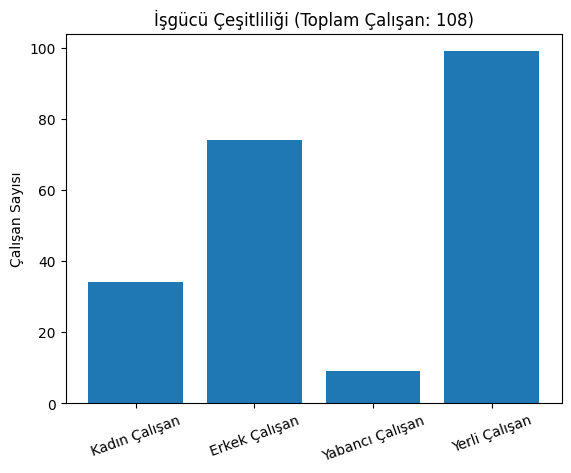 İşgücü Çeşitliliği (Toplam Çalışan: 108)
Çalışan Sayısı
100
80
60
40
20
0
Kadın Çalışan
Erkek Çalışan
Yabancı Çalışan
Yerli Çalışan